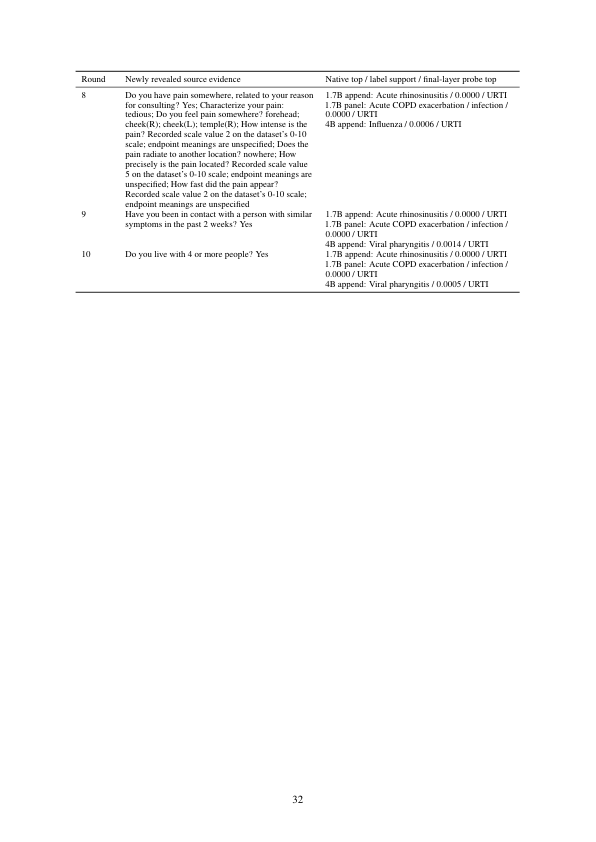 Round Newly revealed source evidence Native top / label support / final-layer probe top
8 Do you have pain somewhere, related to your reason 1.7B append: Acute rhinosinusitis / 0.0000 / URTI
for consulting? Yes; Characterize your pain: 1.7B panel: Acute COPD exacerbation / infection /
tedious; Do you feel pain somewhere? forehead; 0.0000 / URTI
cheek(R); cheek(L); temple(R); How intense is the 4B append: Influenza / 0.0006 / URTI
pain? Recorded scale value 2 on the dataset's 0-10
scale; endpoint meanings are unspecified; Does the
pain radiate to another location? nowhere; How
precisely is the pain located? Recorded scale value
5 on the dataset's 0-10 scale; endpoint meanings are
unspecified; How fast did the pain appear?
Recorded scale value 2 on the dataset's 0-10 scale;
endpoint meanings are unspecified
9 Have you been in contact with a person with similar 1.7B append: Acute rhinosinusitis / 0.0000 / URTI
symptoms in the past 2 weeks? Yes 1.7B panel: Acute COPD exacerbation / infection /
0.0000 / URTI
4B append: Viral pharyngitis / 0.0014 / URTI
10 Do you live with 4 or more people? Yes 1.7B append: Acute rhinosinusitis / 0.0000 / URTI
1.7B panel: Acute COPD exacerbation / infection /
0.0000 / URTI
4B append: Viral pharyngitis / 0.0005 / URTI
32